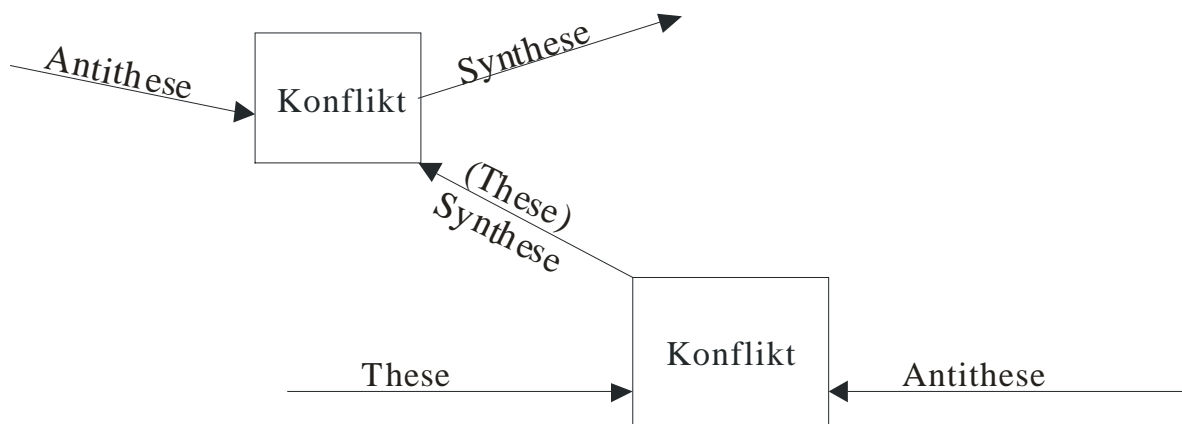 Antithese
Synthese
Konflikt
(These)
Synthese
Konflikt
These
Antithese